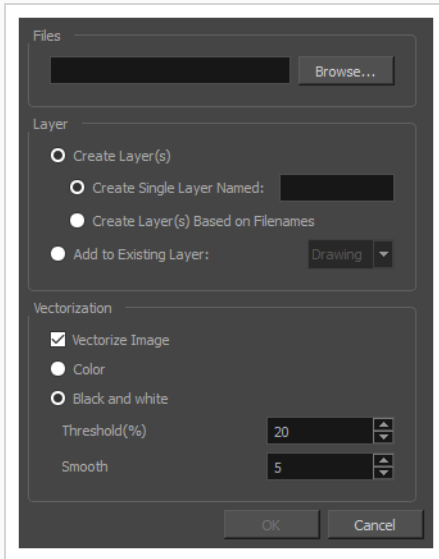 Files
Browse...
Layer
Create Layer(s)
Create Single Layer Named:
Create Layer(s) Based on Filenames
Add to Existing Layer: Drawing
Vectorization
Vectorize Image
Color
Black and white
Threshold(%) 20
Smooth 5
OK Cancel